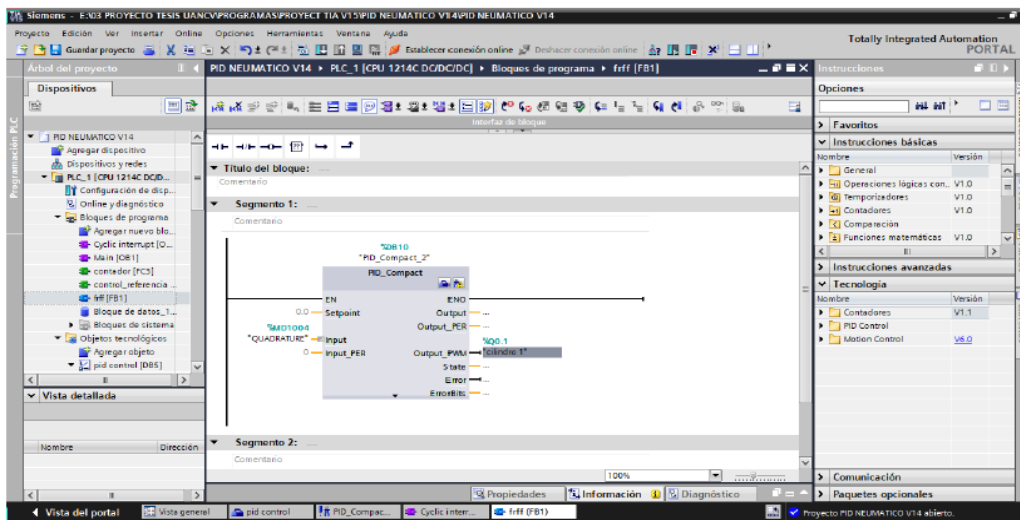 Siemens - E:\03 PROYECTO TESIS UANCV\PROGRAMAS\PROYECT TIA V15\PID NEUMATICO V14\PID NEUMATICO V14
Proyecto Edición Ver Insertar Online Opciones Herramientas Ventana Ayuda
Guardar proyecto
Establecer conexión online
Deshacer conexión online
Totally Integrated Automation
PORTAL
Árbol del proyecto
PID NEUMATICO V14 PLC_1 [CPU 1214C DC/DC/DC] Bloques de programa frff [FB1]
Instrucciones
Dispositivos
Opciones
Programación PLC
Interfaz de bloque
PID NEUMATICO V14
Agregar dispositivo
Dispositivos y redes
PLC_1 [CPU 1214C DC/D...
Configuración de disp...
Online y diagnóstico
Bloques de programa
Agregar nuevo blo...
Cyclic interrupt [O...
Main [OB1]
contador [FC3]
control_referencia ...
frff [FB1]
Bloque de datos_1...
Bloques de sistema
Objetos tecnológicos
Agregar objeto
pid control [DB5]
Vista detallada
Nombre Dirección
Título del bloque: ....
Comentario
Segmento 1: ....
Comentario
%DB10
"PID_Compact_2"
PID_Compact
EN ENO
0.0 Setpoint Output ...
Output_PER ...
%MD1004
"QUADRATURE" Input
%Q0.1
0 Input_PER Output_PWM "cilindro 1"
State ...
Error ...
ErrorBits ...
Segmento 2: ....
Comentario
100%
Propiedades Información Diagnóstico
Favoritos
Instrucciones básicas
Nombre Versión
General
Operaciones lógicas con... V1.0
Temporizadores V1.0
Contadores V1.0
Comparación
Funciones matemáticas V1.0
Instrucciones avanzadas
Tecnología
Nombre Versión
Contadores V1.1
PID Control
Motion Control V6.0
Comunicación
Paquetes opcionales
Vista del portal Vista general pid control PID_Compac... Cyclic interr... frff (FB1) Proyecto PID NEUMATICO V14 abierto.